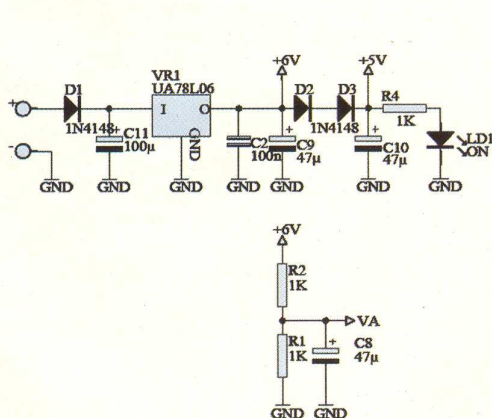 +6V
+5V
D1
VR1
UA78L06
D2
D3
R4
+
I
O
GND
1N4148
+
C11
100µ
C2
100n
+
C9
47µ
1N4148
+
C10
47µ
1K
LD1
ON
-
GND
GND
GND
GND
GND
GND
GND
+6V
R2
1K
VA
R1
1K
+
C8
47µ
GND
GND